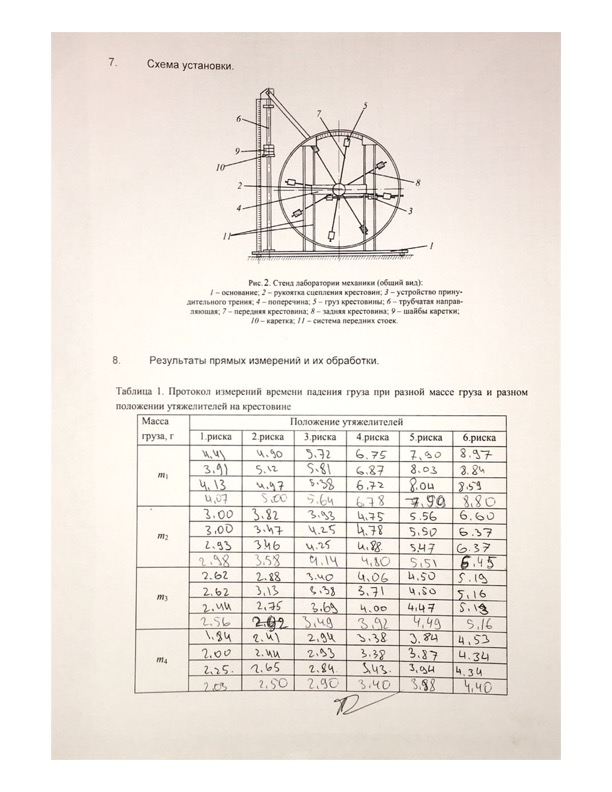 7. Схема установки.
5
7
6
9
10
2
8
4
3
11
1
Рис.2. Стенд лаборатории механики (общий вид):
1 – основание; 2 – рукоятка сцепления крестовин; 3 – устройство прину-
дительного трения; 4 – поперечина; 5 – груз крестовины; 6 – трубчатая направ-
ляющая; 7 – передняя крестовина; 8 – задняя крестовина; 9 – шайбы каретки;
10 – каретка; 11 – система передних стоек.
8. Результаты прямых измерений и их обработки.
Таблица 1. Протокол измерений времени падения груза при разной массе груза и разном
положении утяжелителей на крестовине
Масса груза, г Положение утяжелителей
1.риска 2.риска 3.риска 4.риска 5.риска 6.риска
m1
4.41 4.90 5.72 6.75 7.90 8.97
3.91 5.12 5.81 6.87 8.03 8.84
4.13 4.97 5.38 6.72 8.04 8.59
4.07 5.00 5.64 6.78 7.99 8.80
m2
3.00 3.82 3.93 4.75 5.56 6.60
3.00 3.47 4.25 4.78 5.50 6.37
2.93 3.46 4.25 4.88 5.47 6.37
2.98 3.58 4.14 4.80 5.51 6.45
m3
2.62 2.88 3.40 4.06 4.50 5.19
2.62 3.13 3.38 3.71 4.50 5.16
2.44 2.75 3.69 4.00 4.47 5.13
2.56 2.92 3.49 3.92 4.49 5.16
m4
1.84 2.41 2.94 3.38 3.84 4.53
2.00 2.44 2.93 3.38 3.87 4.34
2.25 2.65 2.84 3.43 3.94 4.34
2.03 2.50 2.90 3.40 3.88 4.40